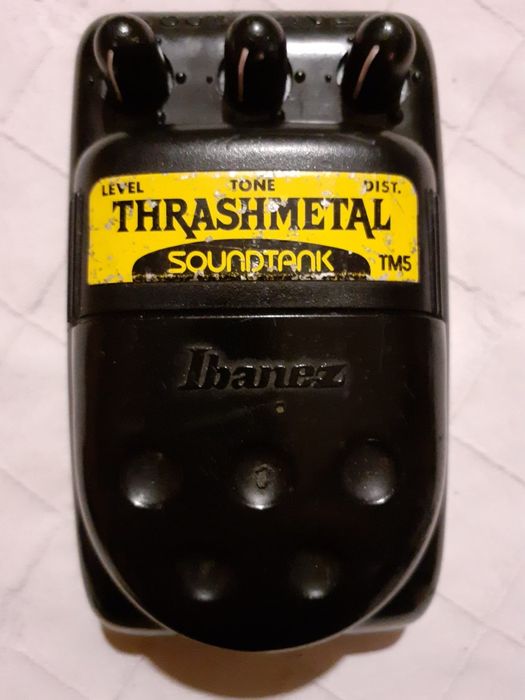 LEVEL TONE DIST.
THRASHMETAL
SOUNDTANK TM5
Ibanez